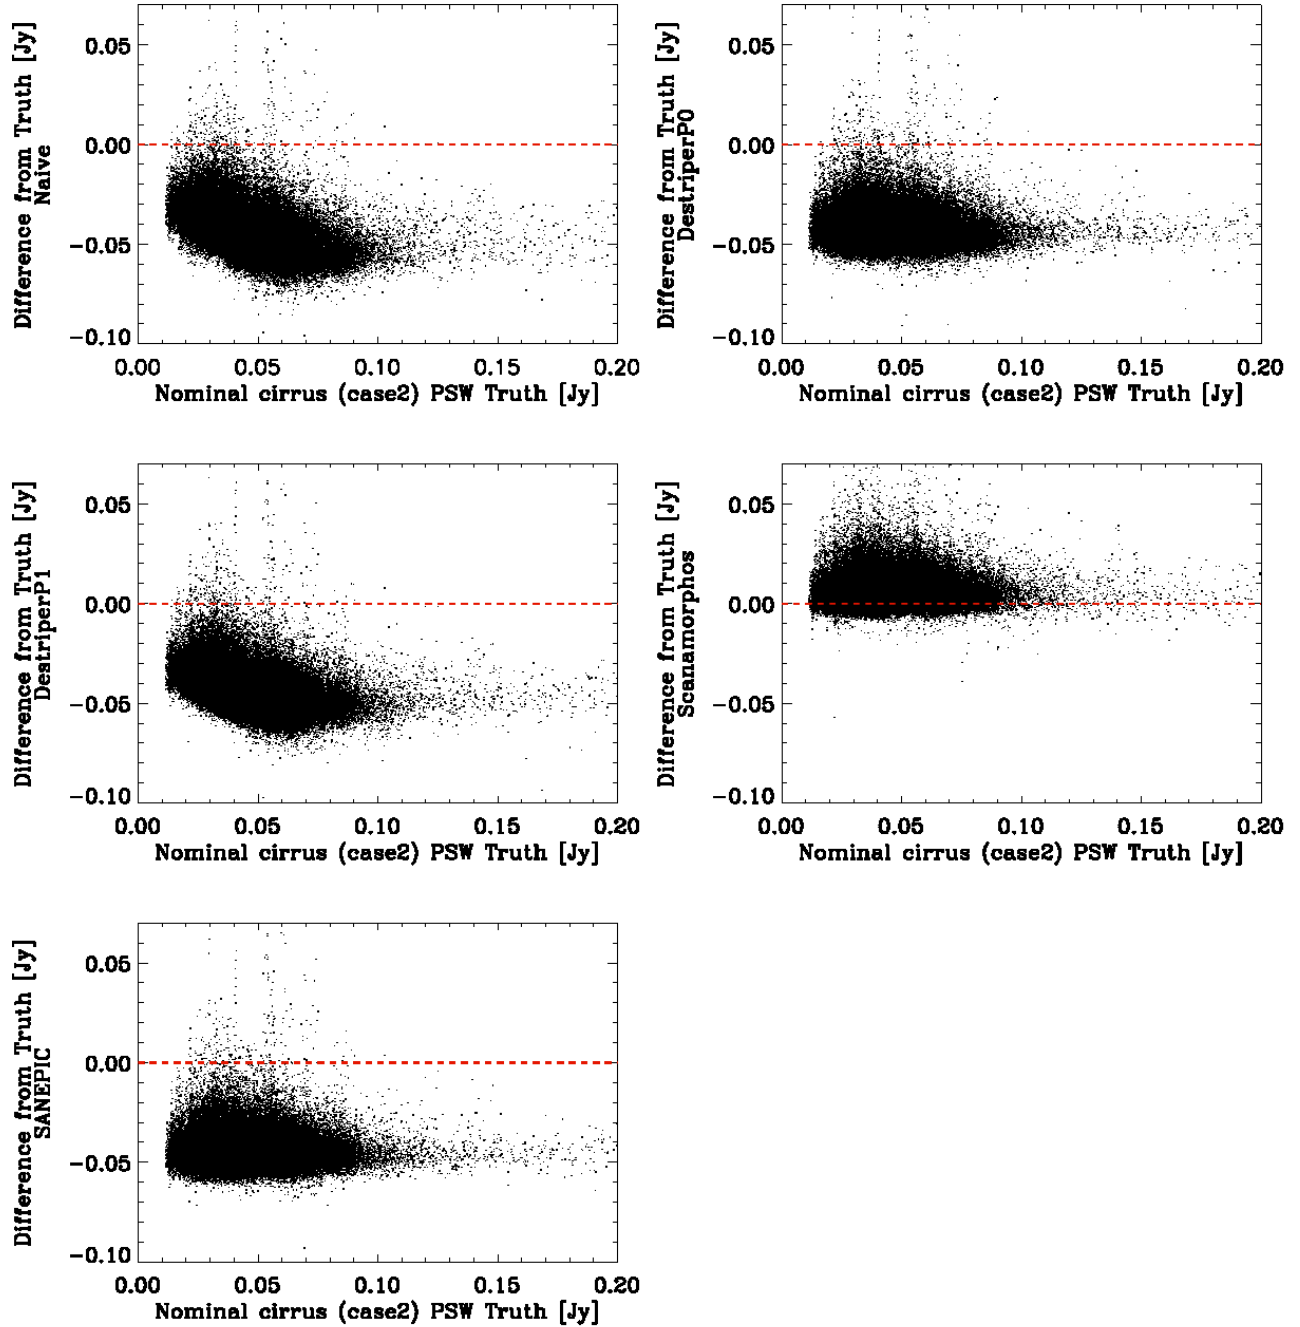 Difference from Truth [Jy]
Naive
0.05
0.00
-0.05
-0.10
0.00 0.05 0.10 0.15 0.20
Nominal cirrus (case2) PSW Truth [Jy]
Difference from Truth [Jy]
DestriperP0
0.05
0.00
-0.05
-0.10
0.00 0.05 0.10 0.15 0.20
Nominal cirrus (case2) PSW Truth [Jy]
Difference from Truth [Jy]
DestriperP1
0.05
0.00
-0.05
-0.10
0.00 0.05 0.10 0.15 0.20
Nominal cirrus (case2) PSW Truth [Jy]
Difference from Truth [Jy]
Scanamorphos
0.05
0.00
-0.05
-0.10
0.00 0.05 0.10 0.15 0.20
Nominal cirrus (case2) PSW Truth [Jy]
Difference from Truth [Jy]
SANEPIC
0.05
0.00
-0.05
-0.10
0.00 0.05 0.10 0.15 0.20
Nominal cirrus (case2) PSW Truth [Jy]